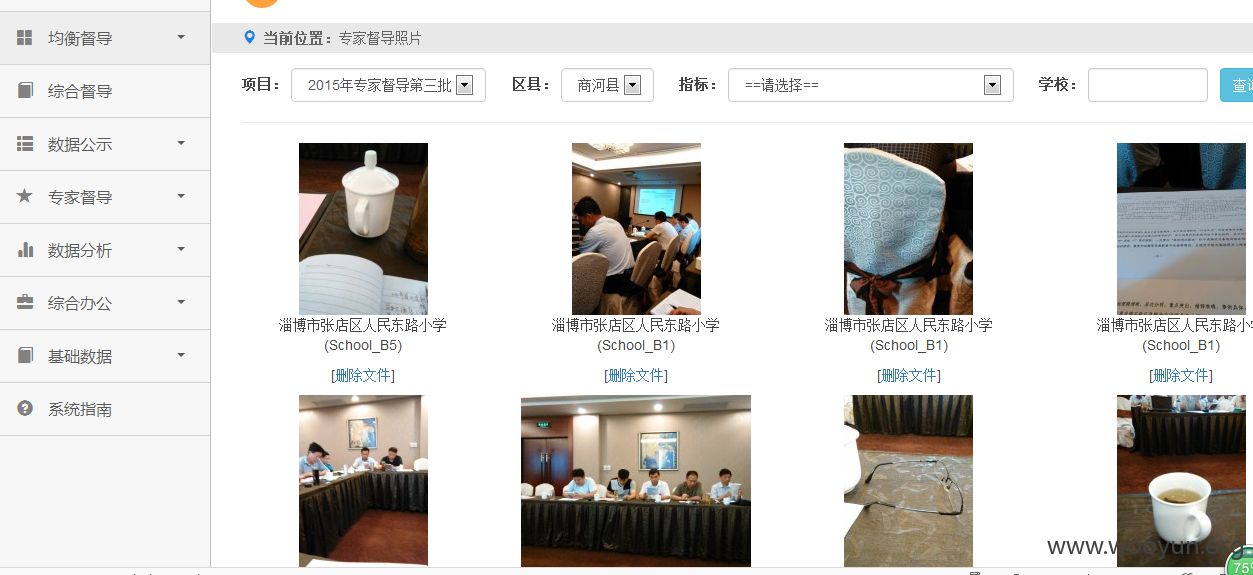 当前位置：专家督导照片
均衡督导
综合督导
数据公示
专家督导
数据分析
综合办公
基础数据
系统指南
项目： 2015年专家督导第三批 区县： 商河县 指标： ==请选择== 学校： 查询
淄博市张店区人民东路小学 淄博市张店区人民东路小学 淄博市张店区人民东路小学 淄博市张店区人民东路小学
(School_B5) (School_B1) (School_B1) (School_B1)
[删除文件] [删除文件] [删除文件] [删除文件]
www.wooyun.org
75%